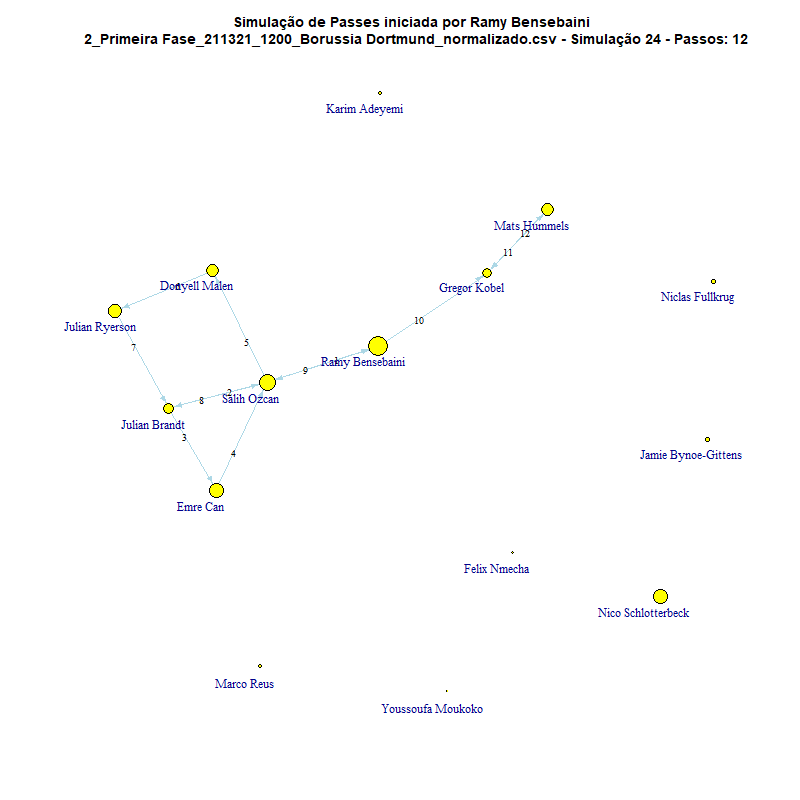 Simulação de Passes iniciada por Ramy Bensebaini
2_Primeira Fase_211321_1200_Borussia Dortmund_normalizado.csv - Simulação 24 - Passos: 12
Karim Adeyemi
Mats Hummels
12
11
Donyell Malen
Gregor Kobel
Niclas Fullkrug
Julian Ryerson
10
5
7
Ramy Bensebaini
9
2
8
Salih Ozcan
Julian Brandt
3
4
Jamie Bynoe-Gittens
Emre Can
Felix Nmecha
Nico Schlotterbeck
Marco Reus
Youssoufa Moukoko